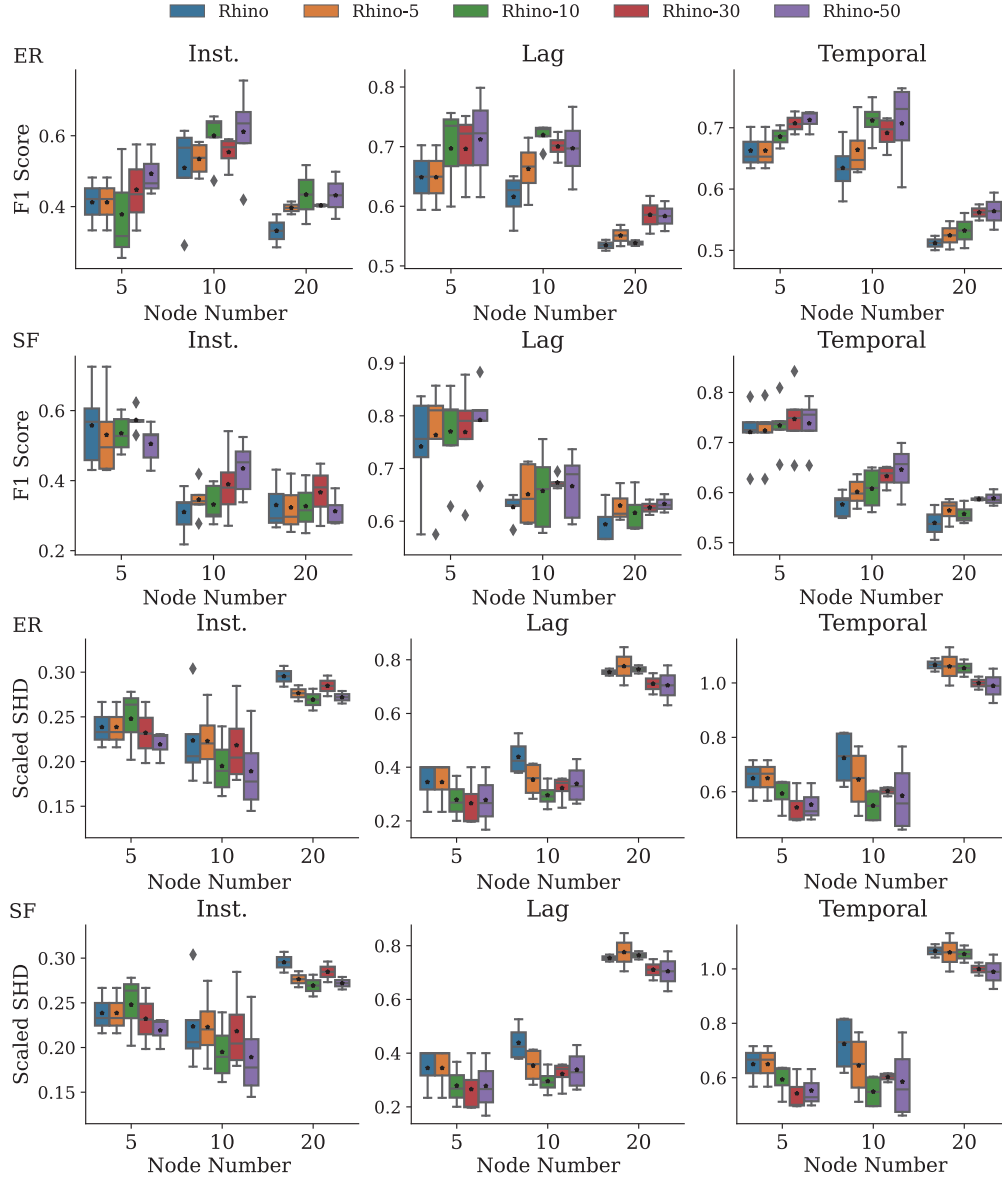 Rhino Rhino-5 Rhino-10 Rhino-30 Rhino-50
ER Inst. Lag Temporal
F1 Score
0.6
0.4
0.8
0.7
0.6
0.5
0.7
0.6
0.5
5 10 20 5 10 20 5 10 20
Node Number Node Number Node Number
SF Inst. Lag Temporal
F1 Score
0.6
0.4
0.2
0.9
0.8
0.7
0.6
0.8
0.7
0.6
0.5
5 10 20 5 10 20 5 10 20
Node Number Node Number Node Number
ER Inst. Lag Temporal
Scaled SHD
0.30
0.25
0.20
0.15
0.8
0.6
0.4
0.2
1.0
0.8
0.6
5 10 20 5 10 20 5 10 20
Node Number Node Number Node Number
SF Inst. Lag Temporal
Scaled SHD
0.30
0.25
0.20
0.15
0.8
0.6
0.4
0.2
1.0
0.8
0.6
5 10 20 5 10 20 5 10 20
Node Number Node Number Node Number